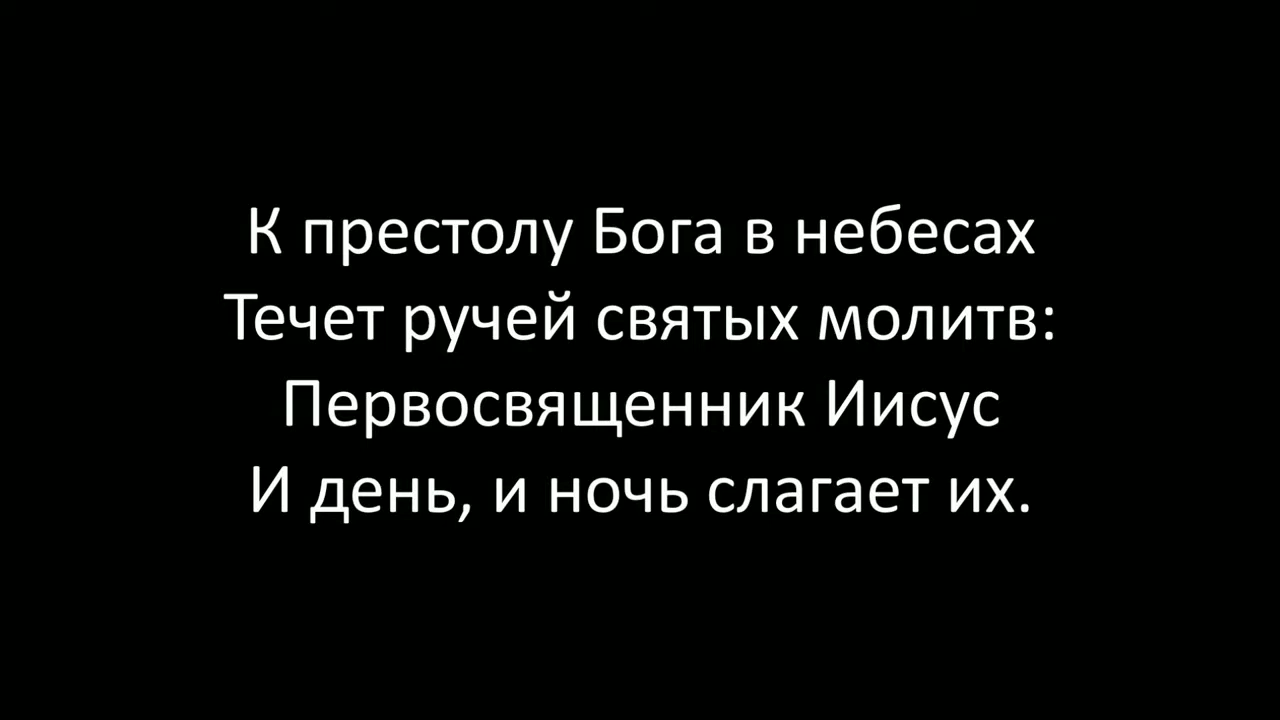 К престолу Бога в небесах
Течет ручей святых молитв:
Первосвященник Иисус
И день, и ночь слагает их.